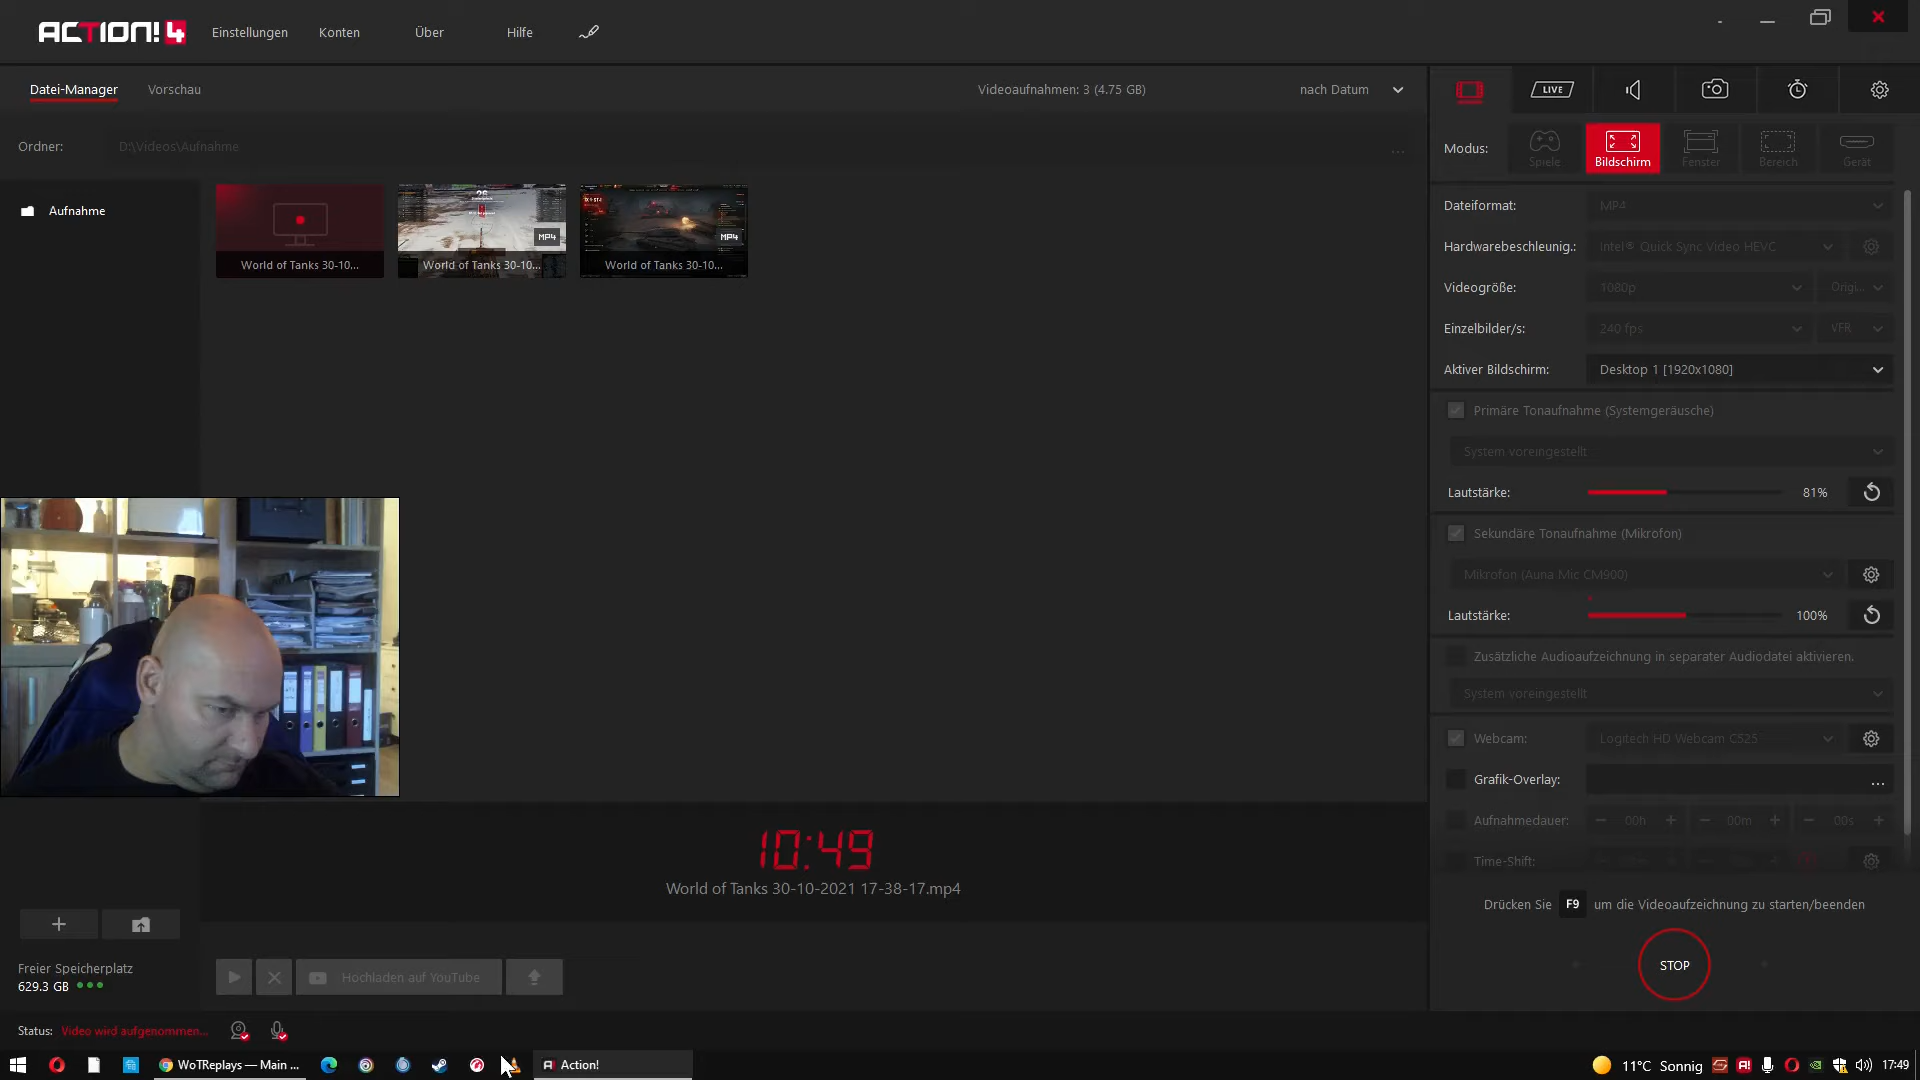 ACTION! 4 Einstellungen Konten Über Hilfe
Datei-Manager Vorschau Videoaufnahmen: 3 (4.75 GB) nach Datum LIVE
Ordner: D:\Videos\Aufnahme ... Modus: Spiele Bildschirm Fenster Bereich Gerät
Aufnahme
MP4 MP4
World of Tanks 30-10... World of Tanks 30-10... World of Tanks 30-10...
Dateiformat: MP4
Hardwarebeschleunig.: Intel® Quick Sync Video HEVC
Videogröße: 1080p Origi...
Einzelbilder/s: 240 fps VFR
Aktiver Bildschirm: Desktop 1 [1920x1080]
Primäre Tonaufnahme (Systemgeräusche)
System voreingestellt
Lautstärke: 81%
Sekundäre Tonaufnahme (Mikrofon)
Mikrofon (Auna Mic CM900)
Lautstärke: 100%
Zusätzliche Audioaufzeichnung in separater Audiodatei aktivieren.
System voreingestellt
Webcam: Logitech HD Webcam C525
Grafik-Overlay: ...
Aufnahmedauer: 00h 00m 00s
Time-Shift:
10:49
World of Tanks 30-10-2021 17-38-17.mp4
Drücken Sie F9 um die Videoaufzeichnung zu starten/beenden
STOP
Freier Speicherplatz
629.3 GB
Hochladen auf YouTube
Status: Video wird aufgenommen...
WoTReplays — Main ... Action! 11°C Sonnig 17:49